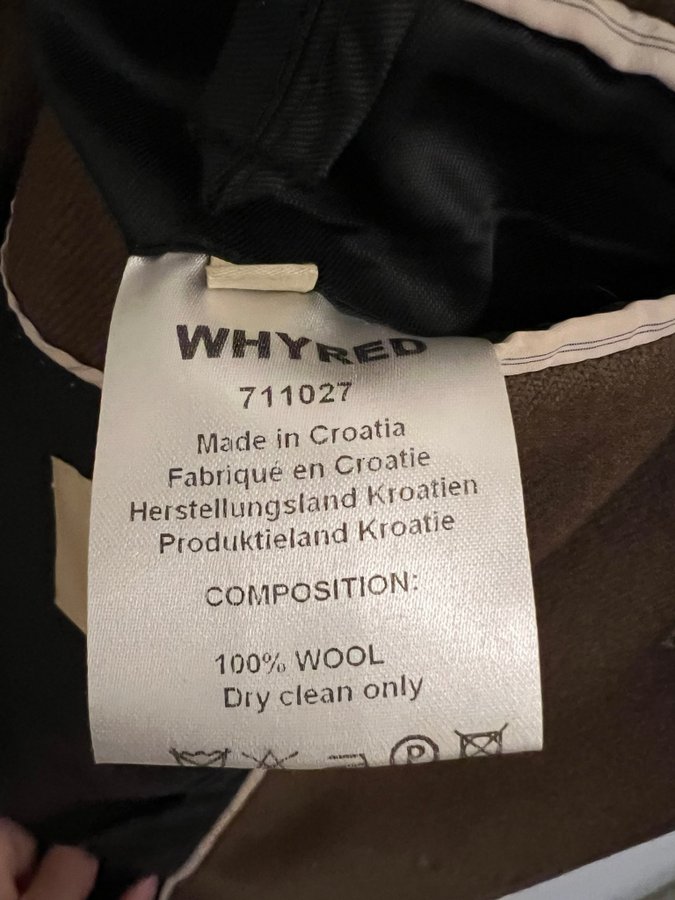 WHYRED
711027
Made in Croatia
Fabriqué en Croatie
Herstellungsland Kroatien
Produktieland Kroatie
COMPOSITION:
100% WOOL
Dry clean only
P